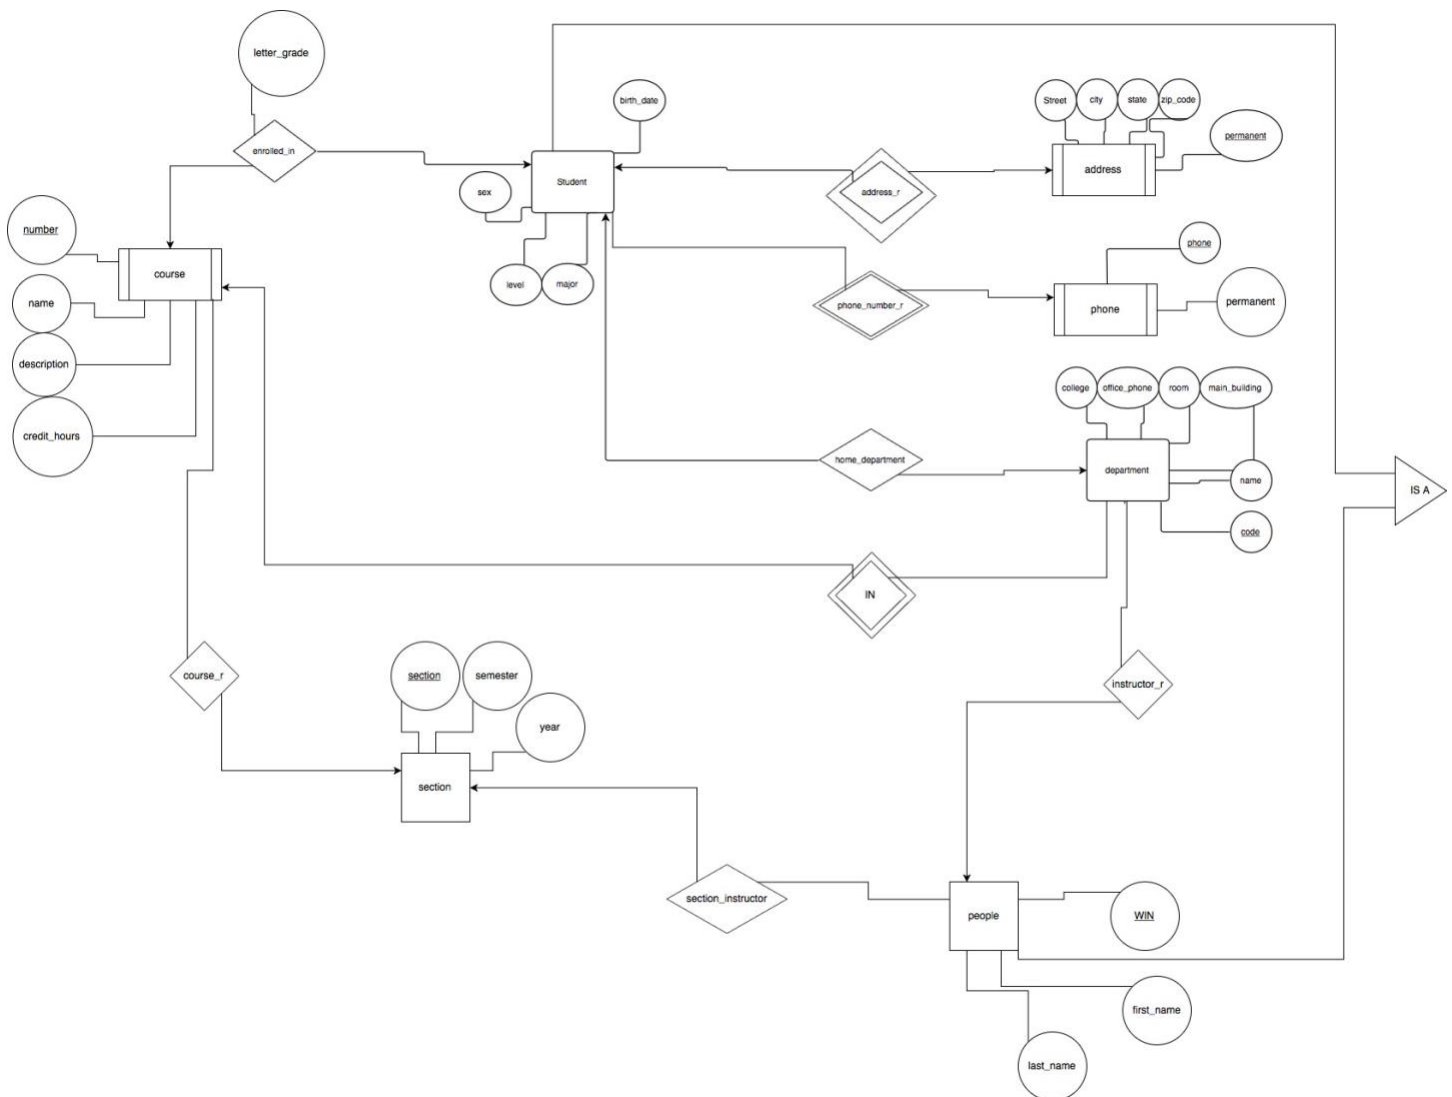 letter_grade
birth_date
Street
city
state
zip_code
permanent
enrolled_in
Student
address_r
address
sex
number
course
level
major
phone
name
phone_number_r
phone
permanent
description
college
office_phone
room
main_building
credit_hours
home_department
department
name
IS A
code
IN
course_r
section
semester
instructor_r
year
section
section_instructor
people
WIN
first_name
last_name